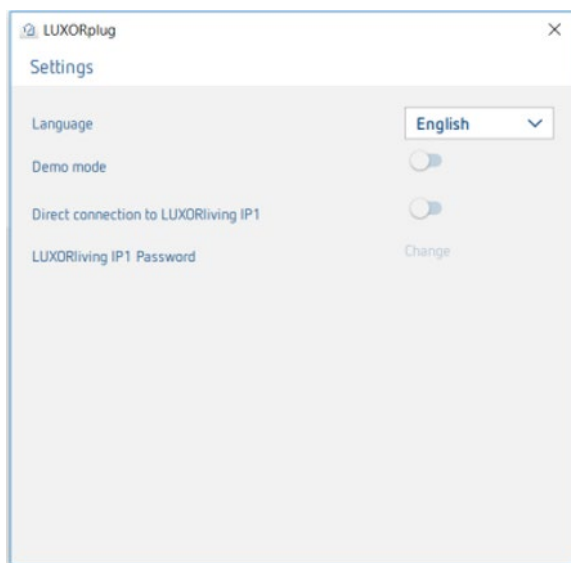 LUXORplug
Settings
Language English
Demo mode
Direct connection to LUXORliving IP1
LUXORliving IP1 Password Change